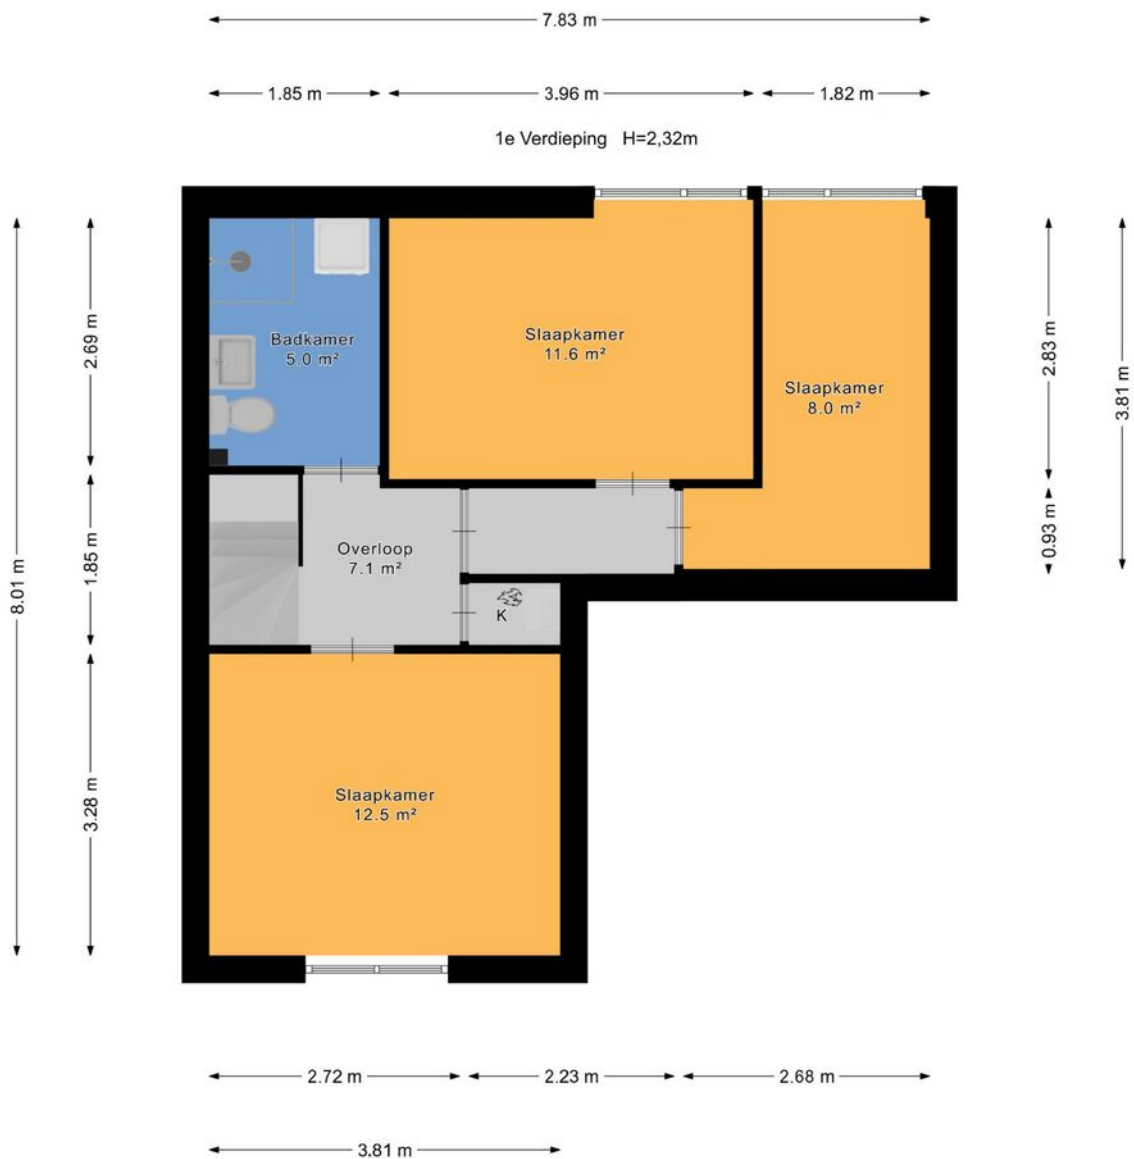 7.83 m
1.85 m
3.96 m
1.82 m
1e Verdieping H=2,32m
8.01 m
2.69 m
1.85 m
3.28 m
2.83 m
0.93 m
3.81 m
Badkamer
5.0 m²
Slaapkamer
11.6 m²
Slaapkamer
8.0 m²
Overloop
7.1 m²
K
Slaapkamer
12.5 m²
2.72 m
2.23 m
2.68 m
3.81 m